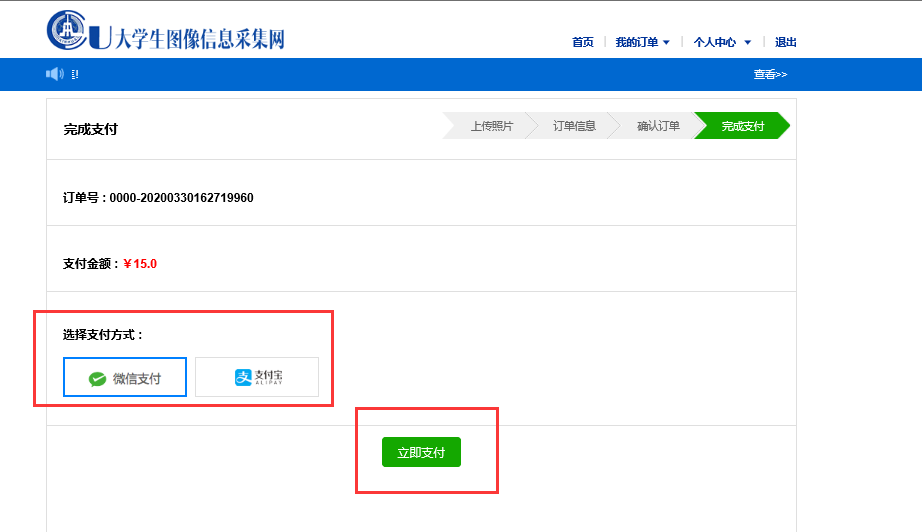 大学生图像信息采集网
首页 我的订单 个人中心 退出
查看>>
完成支付
上传照片 订单信息 确认订单 完成支付
订单号：0000-20200330162719960
支付金额：￥15.0
选择支付方式：
微信支付 支付宝
ALIPAY
立即支付